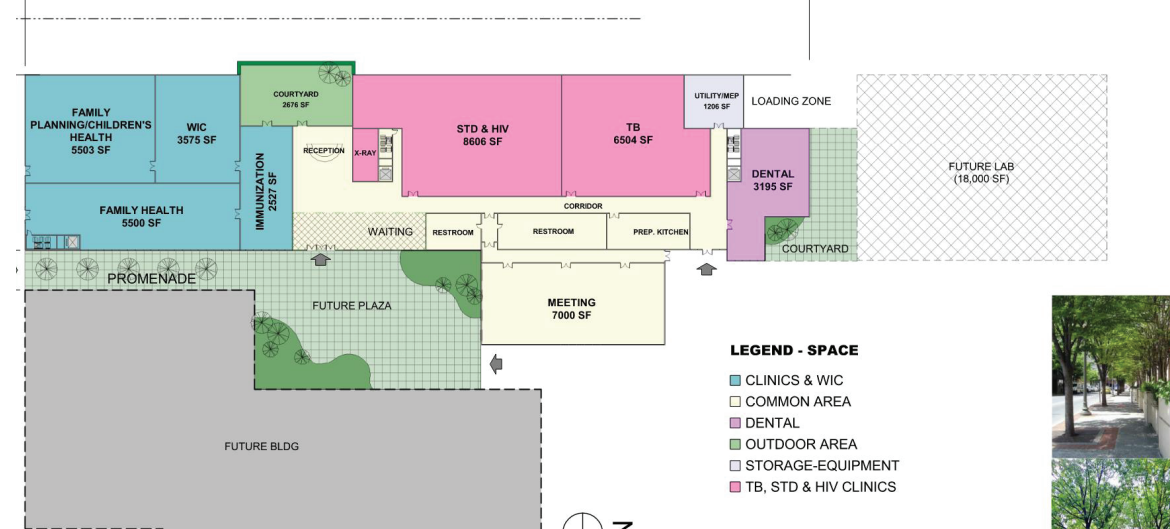 FAMILY
PLANNING/CHILDREN'S
HEALTH
5503 SF
WIC
3575 SF
COURTYARD
2676 SF
STD & HIV
8606 SF
TB
6504 SF
UTILITY/MEP
1206 SF
LOADING ZONE
RECEPTION
X-RAY
IMMUNIZATION
2527 SF
DENTAL
3195 SF
FUTURE LAB
(18,000 SF)
FAMILY HEALTH
5500 SF
CORRIDOR
WAITING
RESTROOM
RESTROOM
PREP. KITCHEN
COURTYARD
PROMENADE
FUTURE PLAZA
MEETING
7000 SF
LEGEND - SPACE
CLINICS & WIC
COMMON AREA
DENTAL
OUTDOOR AREA
STORAGE-EQUIPMENT
TB, STD & HIV CLINICS
FUTURE BLDG